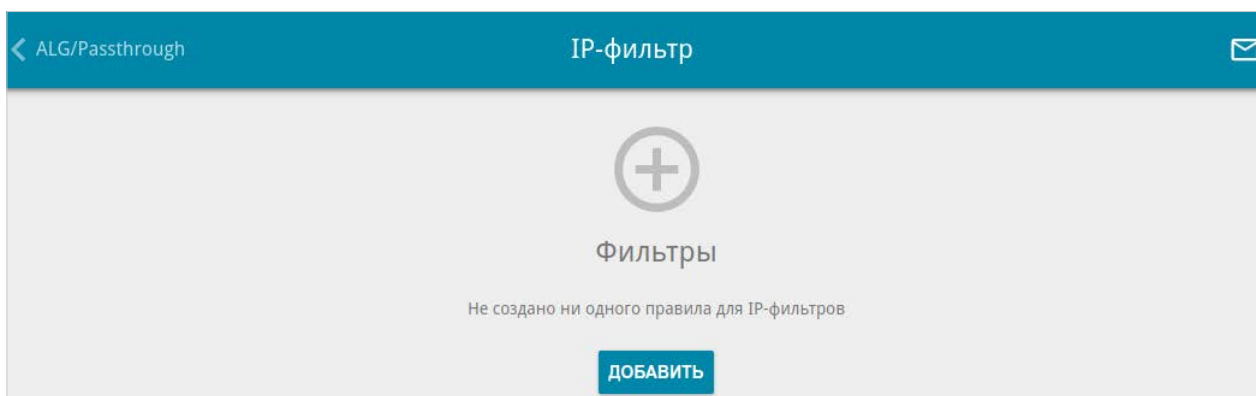 ALG/Passthrough
IP-фильтр
Фильтры
Не создано ни одного правила для IP-фильтров
ДОБАВИТЬ